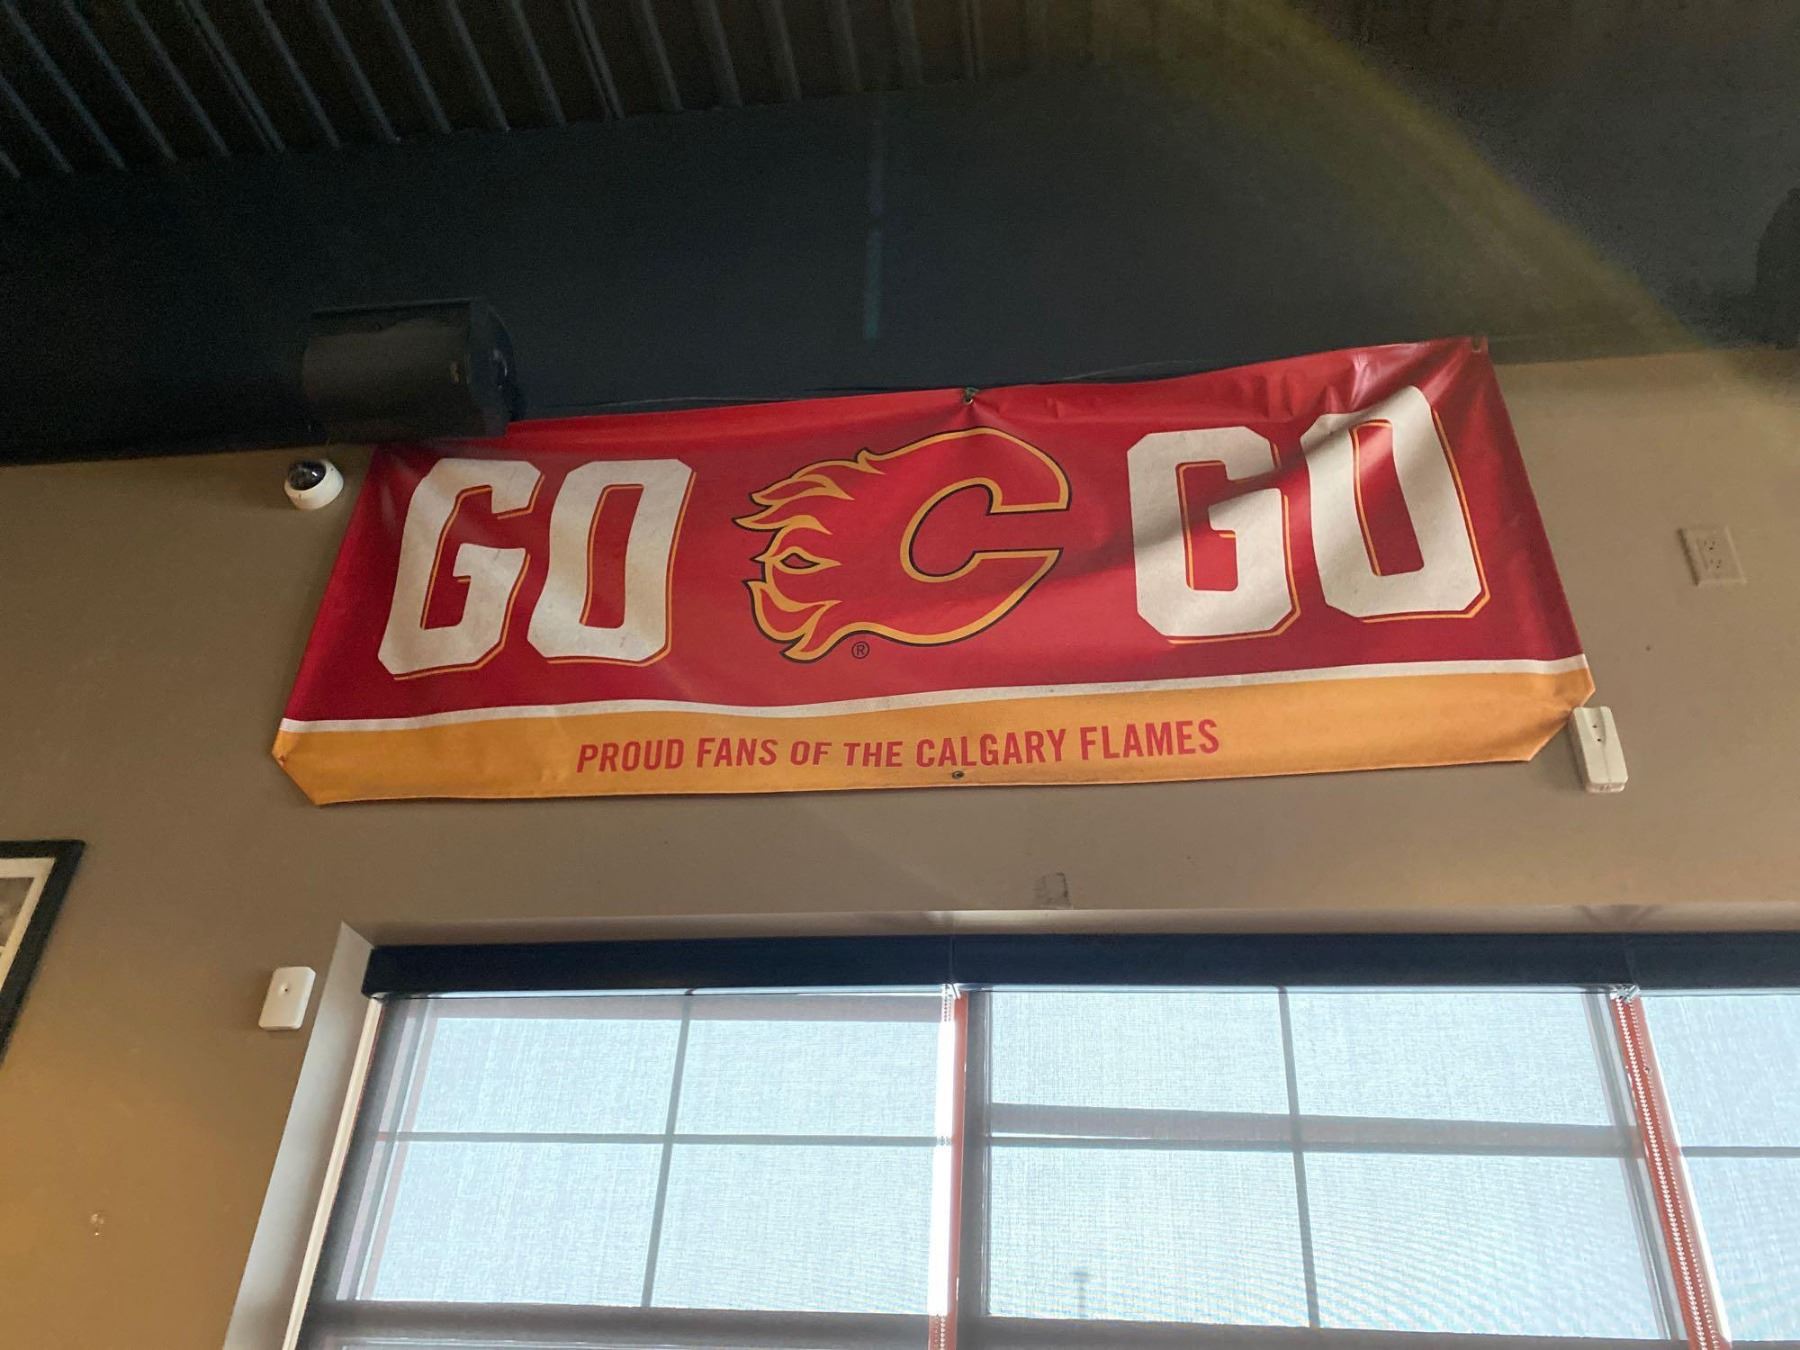 GO C GO
®
PROUD FANS OF THE CALGARY FLAMES